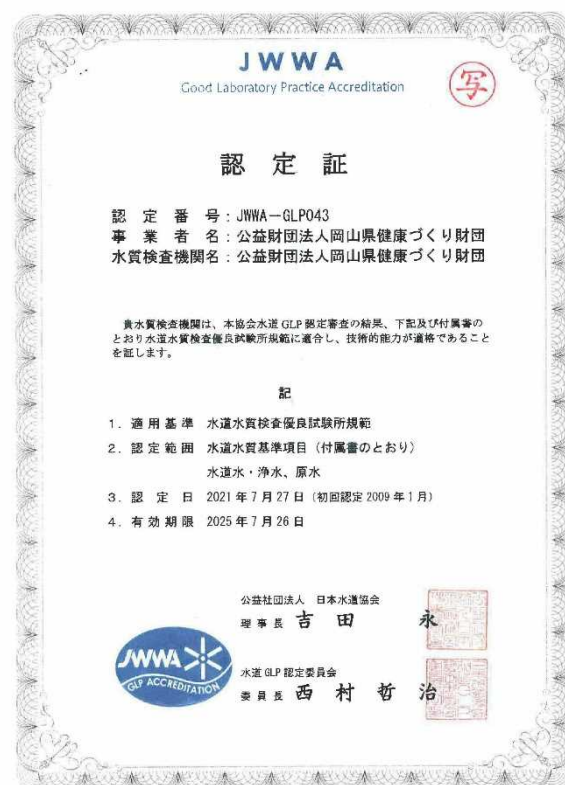 JWWA
Good Laboratory Practice Accreditation
写
認定証
認定番号：JWWA－GLP043
事業者名：公益財団法人岡山県健康づくり財団
水質検査機関名：公益財団法人岡山県健康づくり財団
貴水質検査機関は、本協会水道 GLP 認定審査の結果、下記及び付属書の
とおり水道水質検査優良試験所規範に適合し、技術的能力が適格であること
を証します。
記
1．適用基準 水道水質検査優良試験所規範
2．認定範囲 水道水質基準項目（付属書のとおり）
水道水・浄水、原水
3．認定日 2021年7月27日（初回認定2009年1月）
4．有効期限 2025年7月26日
公益社団法人 日本水道協会
理事長 吉田 永
JWWA
GLP ACCREDITATION
水道 GLP 認定委員会
委員長 西村哲治